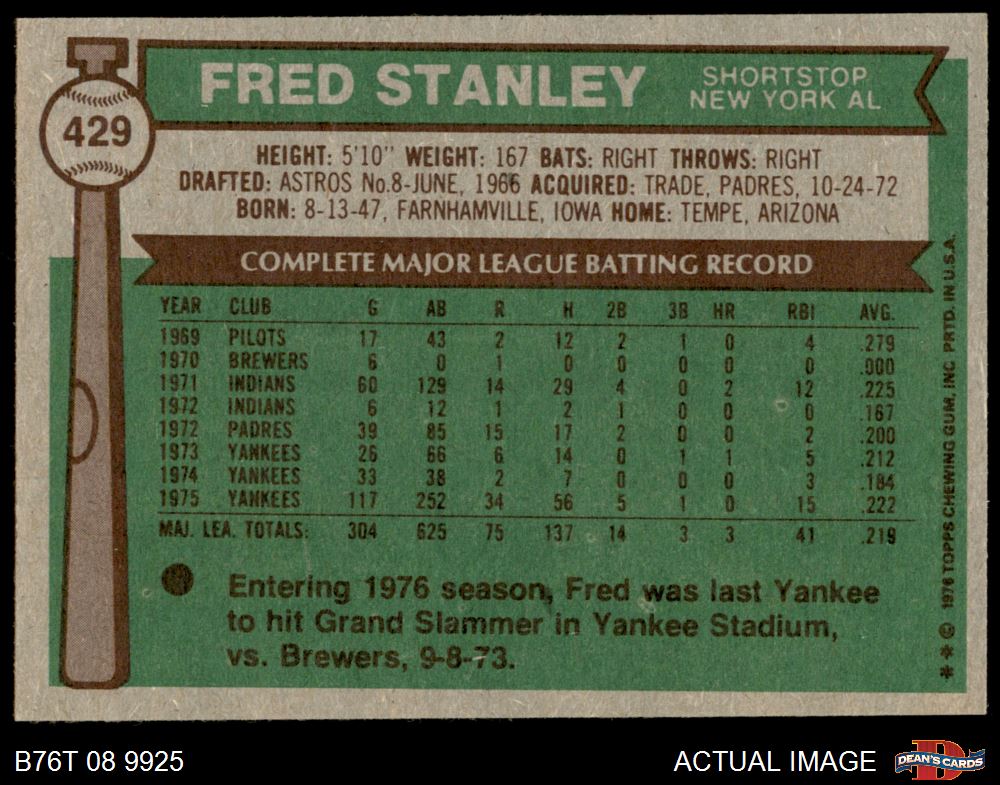 429
FRED STANLEY
SHORTSTOP
NEW YORK AL
HEIGHT: 5'10" WEIGHT: 167 BATS: RIGHT THROWS: RIGHT
DRAFTED: ASTROS No.8-JUNE, 1966 ACQUIRED: TRADE, PADRES, 10-24-72
BORN: 8-13-47, FARNHAMVILLE, IOWA HOME: TEMPE, ARIZONA
COMPLETE MAJOR LEAGUE BATTING RECORD
YEAR CLUB G AB R H 2B 3B HR RBI AVG.
1969 PILOTS 17 43 2 12 2 1 0 4 .279
1970 BREWERS 6 0 1 0 0 0 0 0 .000
1971 INDIANS 60 129 14 29 4 0 2 12 .225
1972 INDIANS 6 12 1 2 1 0 0 0 .167
1972 PADRES 39 85 15 17 2 0 0 2 .200
1973 YANKEES 26 66 6 14 0 1 1 5 .212
1974 YANKEES 33 38 2 7 0 0 0 3 .184
1975 YANKEES 117 252 34 56 5 1 0 15 .222
MAJ. LEA. TOTALS: 304 625 75 137 14 3 3 41 .219
Entering 1976 season, Fred was last Yankee
to hit Grand Slammer in Yankee Stadium,
vs. Brewers, 9-8-73.
* * © 1976 TOPPS CHEWING GUM, INC PRTD. IN U.S.A.
B76T 08 9925
ACTUAL IMAGE
D
DEAN'S CARDS